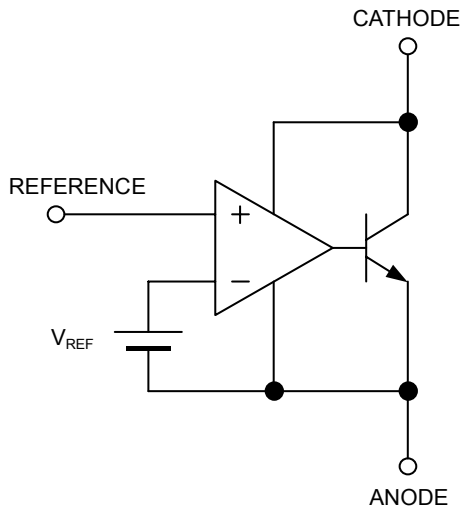 CATHODE
REFERENCE
+
−
VREF
ANODE